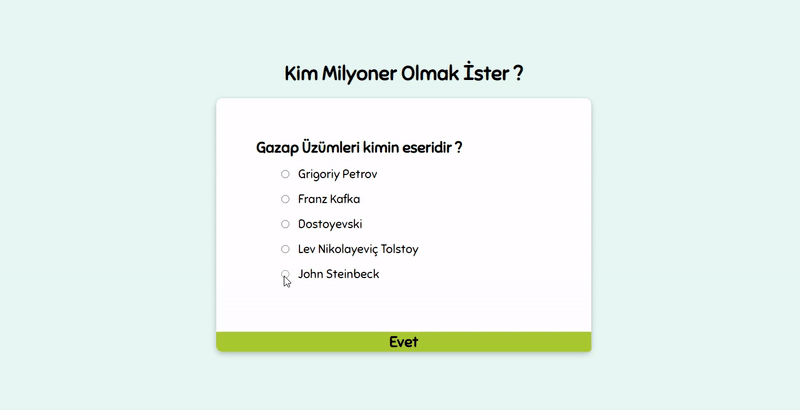 Kim Milyoner Olmak İster ?
Gazap Üzümleri kimin eseridir ?
Grigoriy Petrov
Franz Kafka
Dostoyevski
Lev Nikolayeviç Tolstoy
John Steinbeck
Evet